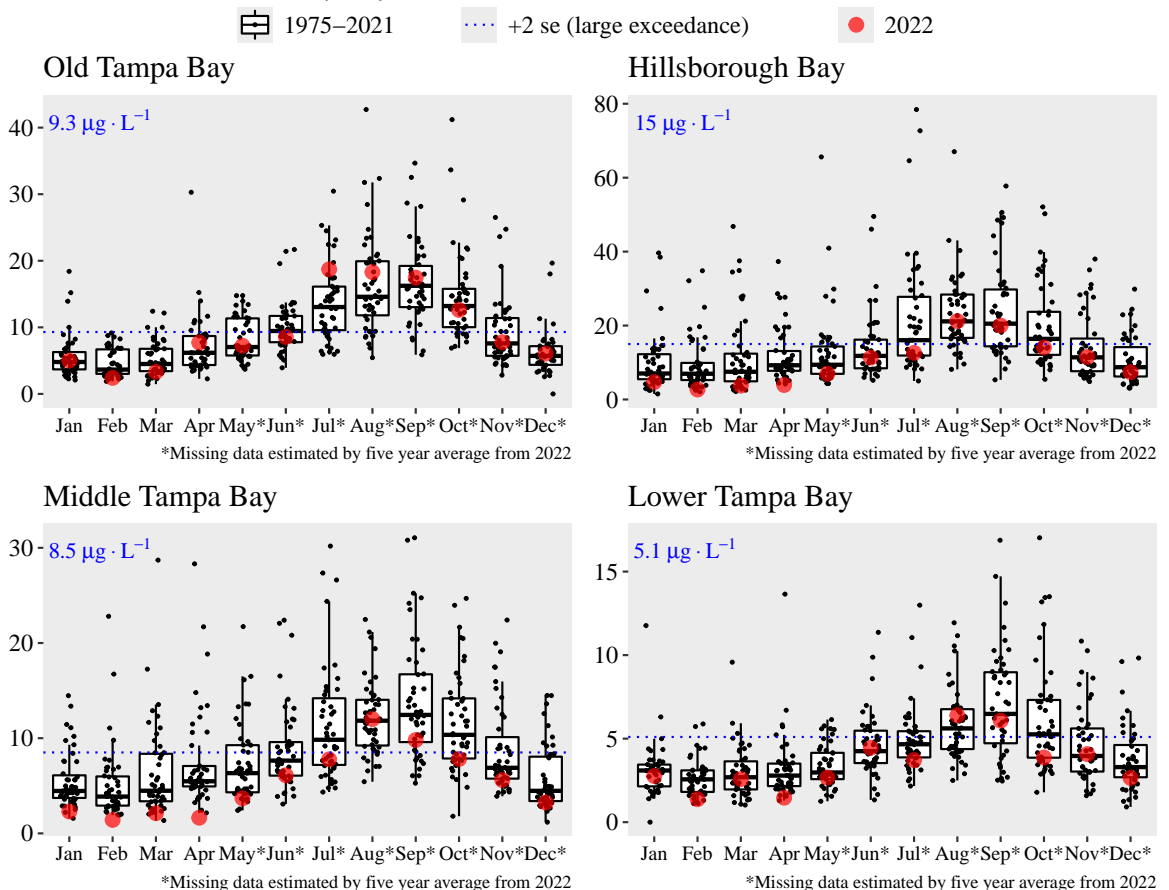 1975–2021 +2 se (large exceedance) 2022
Old Tampa Bay
9.3 μg · L⁻¹
40
30
20
10
0
Jan Feb Mar Apr May* Jun* Jul* Aug* Sep* Oct* Nov* Dec*
*Missing data estimated by five year average from 2022
Hillsborough Bay
15 μg · L⁻¹
80
60
40
20
0
Jan Feb Mar Apr May* Jun* Jul* Aug* Sep* Oct* Nov* Dec*
*Missing data estimated by five year average from 2022
Middle Tampa Bay
8.5 μg · L⁻¹
30
20
10
0
Jan Feb Mar Apr May* Jun* Jul* Aug* Sep* Oct* Nov* Dec*
*Missing data estimated by five year average from 2022
Lower Tampa Bay
5.1 μg · L⁻¹
15
10
5
0
Jan Feb Mar Apr May* Jun* Jul* Aug* Sep* Oct* Nov* Dec*
*Missing data estimated by five year average from 2022